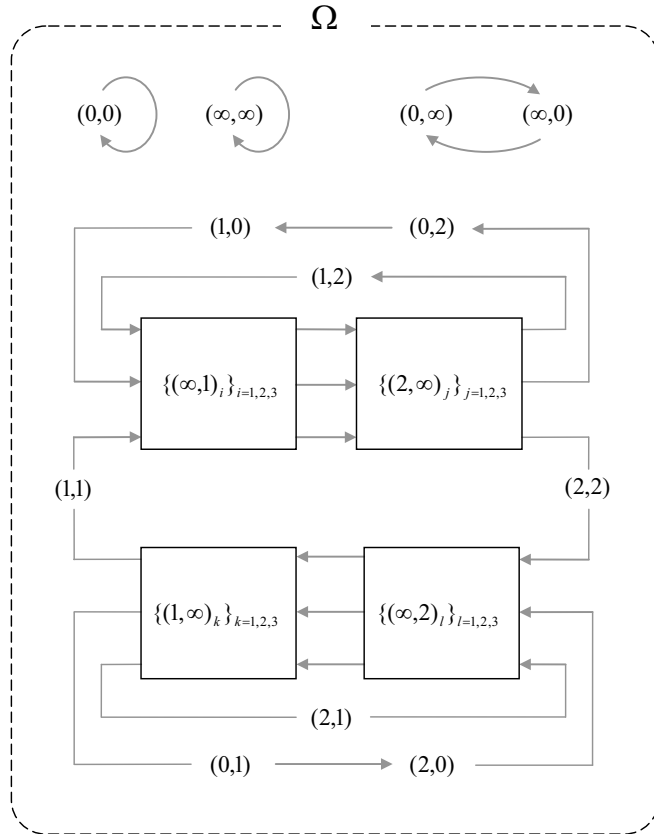 Ω
(0,0) (∞,∞) (0,∞) (∞,0)
(1,0) (0,2)
(1,2)
{(∞,1)_i}_{i=1,2,3} {(2,∞)_j}_{j=1,2,3}
(1,1) (2,2)
{(1,∞)_k}_{k=1,2,3} {(∞,2)_l}_{l=1,2,3}
(2,1)
(0,1) (2,0)